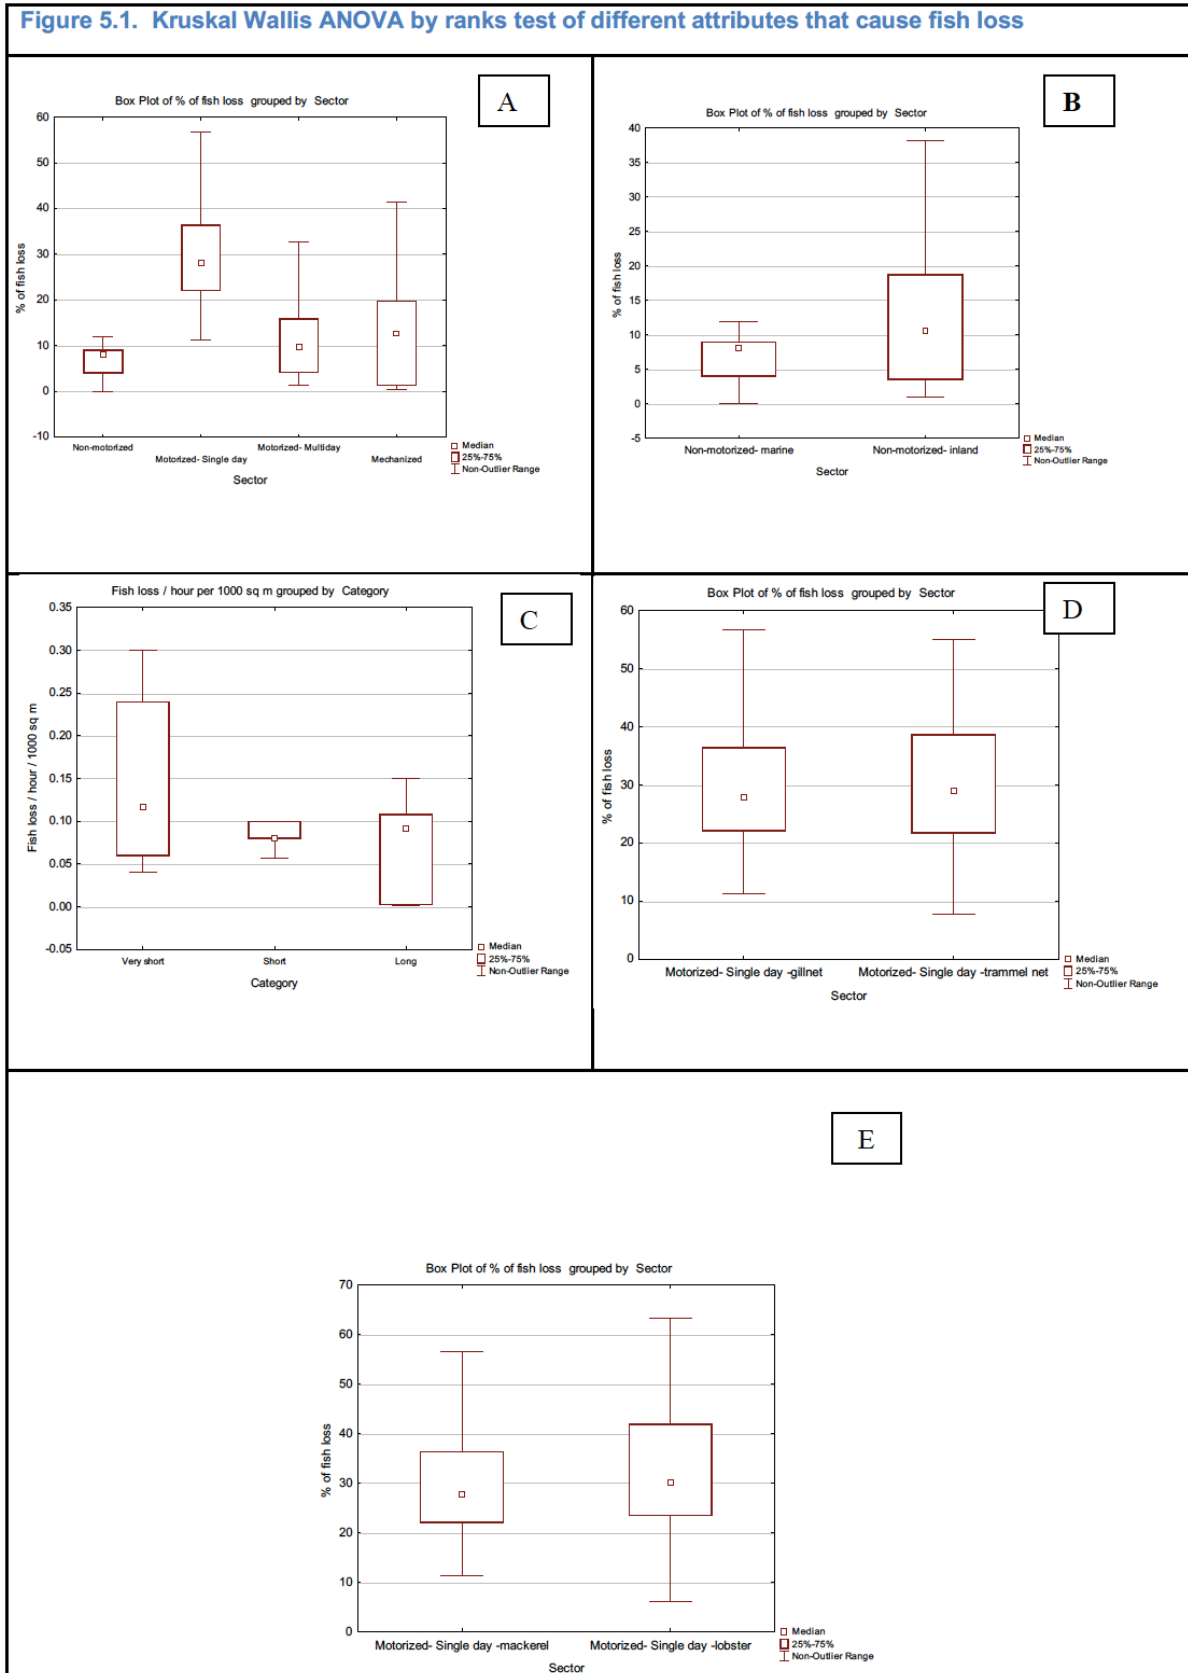 Figure 5.1. Kruskal Wallis ANOVA by ranks test of different attributes that cause fish loss
A
Box Plot of % of fish loss grouped by Sector
60
50
40
30
20
10
0
-10
% of fish loss
Non-motorized
Motorized- Single day
Motorized- Multiday
Mechanized
Sector
Median
25%-75%
Non-Outlier Range
B
Box Plot of % of fish loss grouped by Sector
40
35
30
25
20
15
10
5
0
-5
% of fish loss
Non-motorized- marine
Non-motorized- inland
Sector
Median
25%-75%
Non-Outlier Range
C
Fish loss / hour per 1000 sq m grouped by Category
0.35
0.30
0.25
0.20
0.15
0.10
0.05
0.00
-0.05
Fish loss / hour / 1000 sq m
Very short
Short
Long
Category
Median
25%-75%
Non-Outlier Range
D
Box Plot of % of fish loss grouped by Sector
60
50
40
30
20
10
0
% of fish loss
Motorized- Single day -gillnet
Motorized- Single day -trammel net
Sector
Median
25%-75%
Non-Outlier Range
E
Box Plot of % of fish loss grouped by Sector
70
60
50
40
30
20
10
0
% of fish loss
Motorized- Single day -mackerel
Motorized- Single day -lobster
Sector
Median
25%-75%
Non-Outlier Range